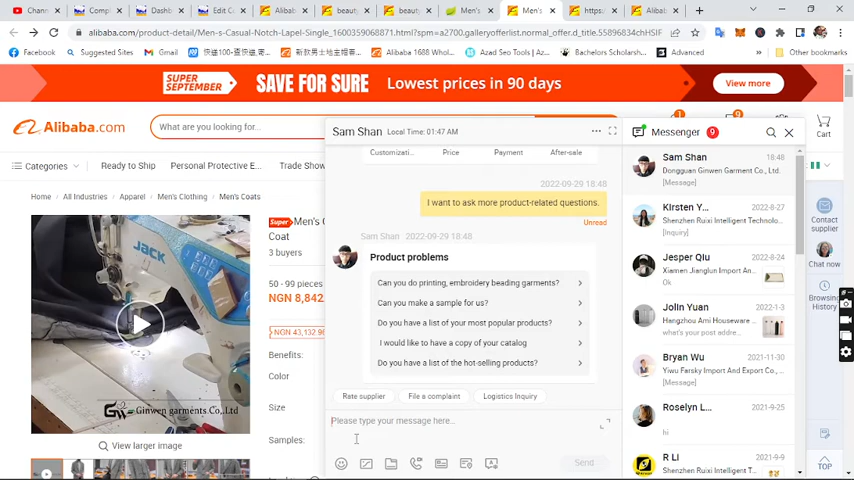 Chann
Compl
Dashb
Edit C
Alibab
beauty
beauty
Men's
Men's
https:
Alibab
alibaba.com/product-detail/Men-s-Casual-Notch-Lapel-Single_1600359068871.html?spm=a2700.galleryofferlist.normal_offer.d_title.55896834chHSIF
Facebook
Suggested Sites
Gmail
Alibaba 1688 Whol...
Azad Seo Tools | Az...
Bachelors Scholarsh...
Advanced
Other bookmarks
SUPER
SEPTEMBER
SAVE FOR SURE
Lowest prices in 90 days
View more
Alibaba.com
What are you looking for?
Cart
Categories
Ready to Ship
Personal Protective E...
Trade Show
Home
All Industries
Apparel
Men's Clothing
Men's Coats
JACK
GW
Ginwen garments Co,.Ltd
View larger image
Super
Men's C
Coat
3 buyers
50 - 99 pieces
NGN 8,842
NGN 43,132.98
Benefits:
Color
Size
Samples:
Sam Shan
Local Time: 01:47 AM
Customizati...
Price
Payment
After-sale
2022-09-29 18:48
I want to ask more product-related questions.
Unread
Sam Shan 2022-09-29 18:48
Product problems
Can you do printing, embroidery beading garments?
Can you make a sample for us?
Do you have a list of your most popular products?
I would like to have a copy of your catalog
Do you have a list of the hot-selling products?
Rate supplier
File a complaint
Logistics Inquiry
Please type your message here...
Send
Messenger
9
Sam Shan
18:48
Dongguan Ginwen Garment Co., Ltd.
[Message]
Kirsten Y...
2022-8-27
Shenzhen Ruixi Intelligent Technolo...
[Inquiry]
Jesper Qiu
2022-8-24
Xiamen Jianglun Import An...
Ok
Jolin Yuan
2022-1-3
Hangzhou Ami Houseware ...
what's your post addre...
Bryan Wu
2021-11-30
Yiwu Farsky Import And Export Co., ...
[Message]
Roselyn L...
2021-9-25
hi
R LI
2021-9-9
Contact
supplier
Chat now
Browsing
History
TOP